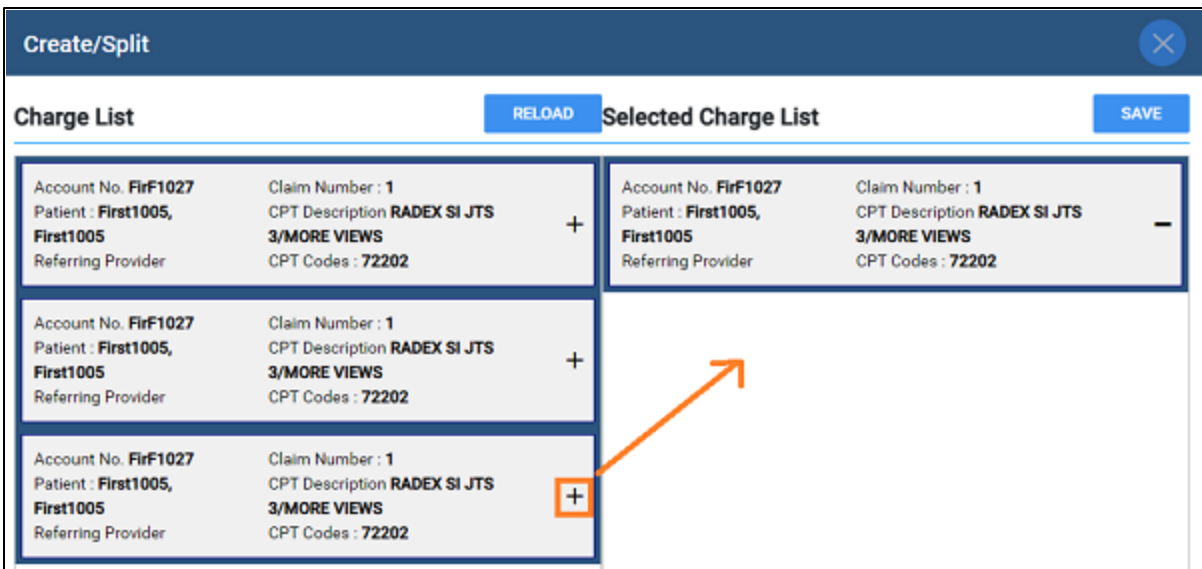 Create/Split
Charge List
RELOAD
Selected Charge List
SAVE
Account No. FirF1027
Patient : First1005,
First1005
Referring Provider
Claim Number : 1
CPT Description RADEX SI JTS
3/MORE VIEWS
CPT Codes : 72202
+
Account No. FirF1027
Patient : First1005,
First1005
Referring Provider
Claim Number : 1
CPT Description RADEX SI JTS
3/MORE VIEWS
CPT Codes : 72202
+
Account No. FirF1027
Patient : First1005,
First1005
Referring Provider
Claim Number : 1
CPT Description RADEX SI JTS
3/MORE VIEWS
CPT Codes : 72202
+
Account No. FirF1027
Patient : First1005,
First1005
Referring Provider
Claim Number : 1
CPT Description RADEX SI JTS
3/MORE VIEWS
CPT Codes : 72202
-